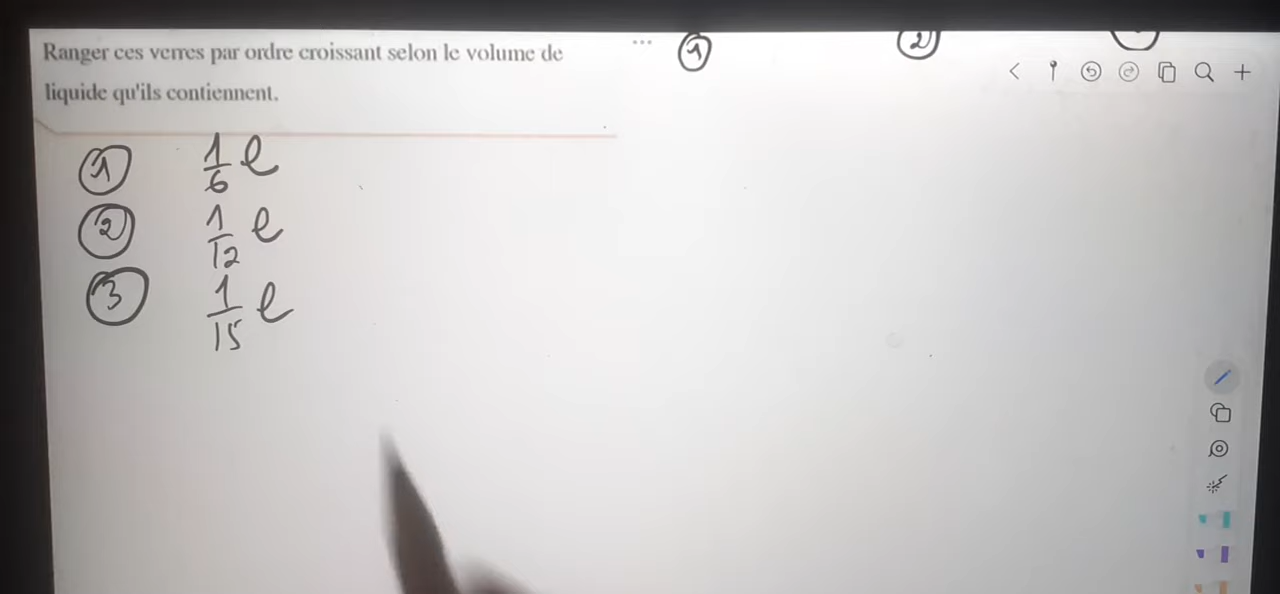 Ranger ces verres par ordre croissant selon le volume de
liquide qu'ils contiennent.
1 2
1 1/6 l
2 1/12 l
3 1/15 l